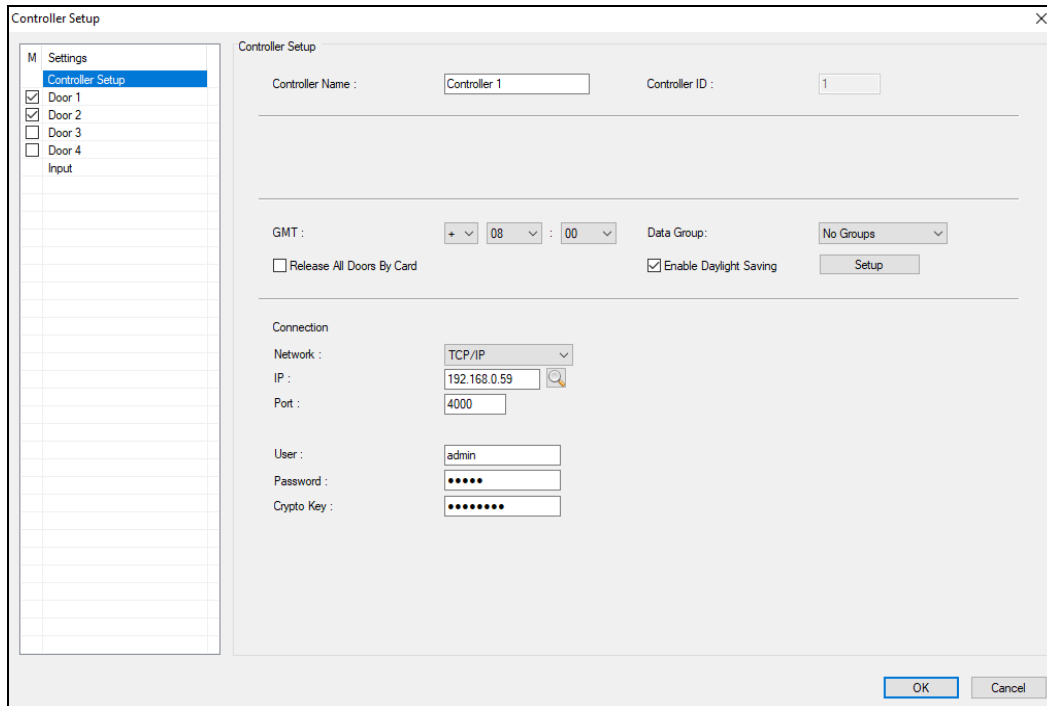 Controller Setup
M Settings
Controller Setup
Door 1
Door 2
Door 3
Door 4
Input
Controller Setup
Controller Name : Controller 1 Controller ID : 1
GMT : + 08 : 00 Data Group: No Groups
Release All Doors By Card Enable Daylight Saving Setup
Connection
Network : TCP/IP
IP : 192.168.0.59
Port : 4000
User : admin
Password : •••••
Crypto Key : ••••••••
OK Cancel